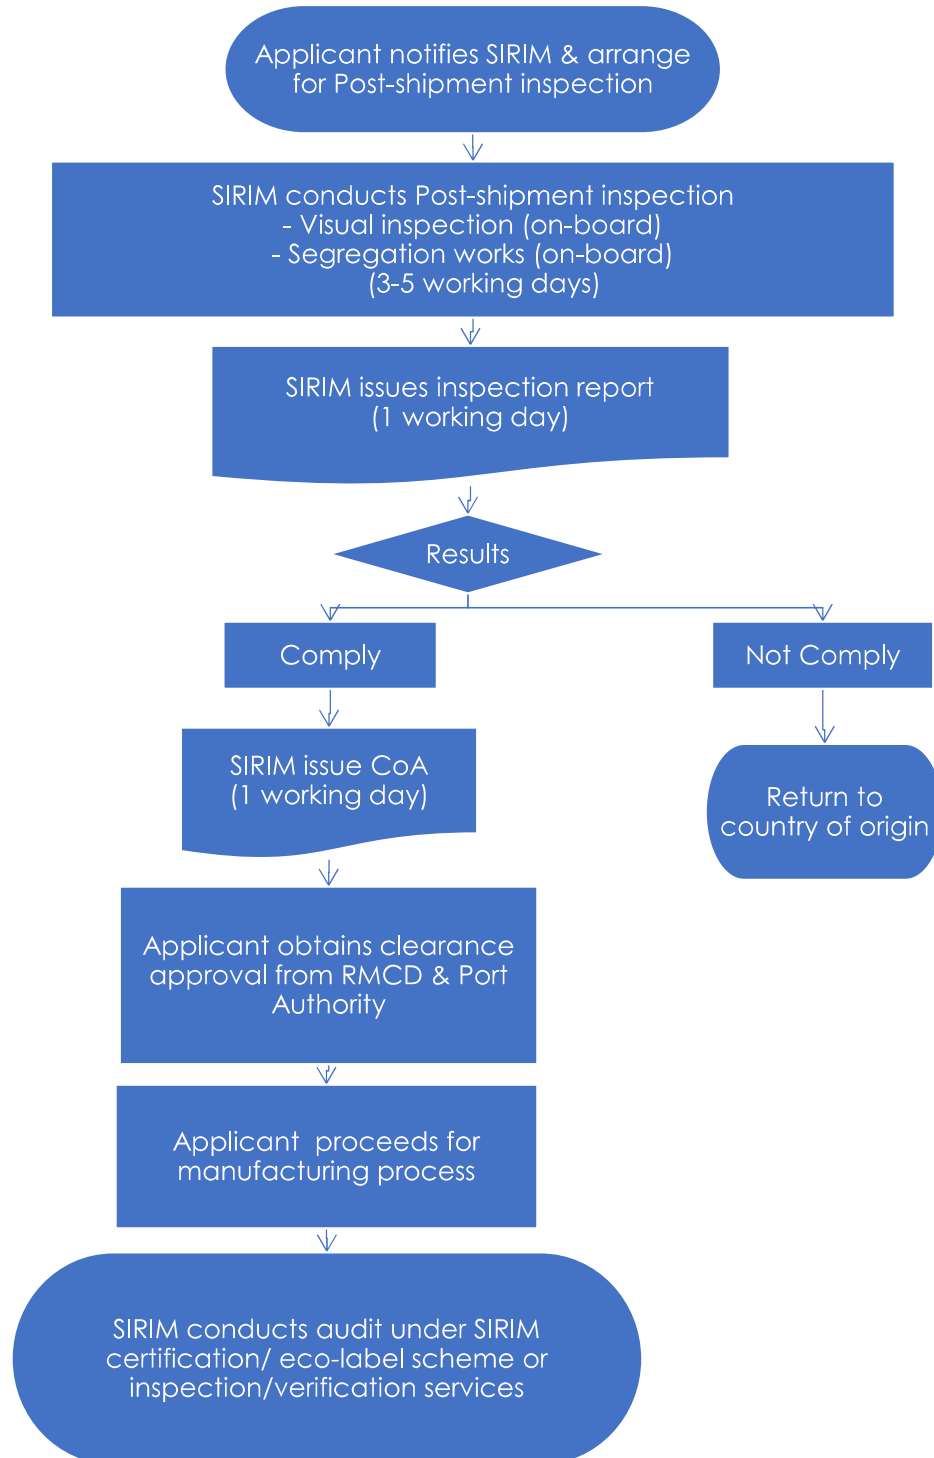 Applicant notifies SIRIM & arrange
for Post-shipment inspection
SIRIM conducts Post-shipment inspection
- Visual inspection (on-board)
- Segregation works (on-board)
(3-5 working days)
SIRIM issues inspection report
(1 working day)
Results
Comply
Not Comply
SIRIM issue CoA
(1 working day)
Return to
country of origin
Applicant obtains clearance
approval from RMCD & Port
Authority
Applicant  proceeds for
manufacturing process
SIRIM conducts audit under SIRIM
certification/ eco-label scheme or
inspection/verification services